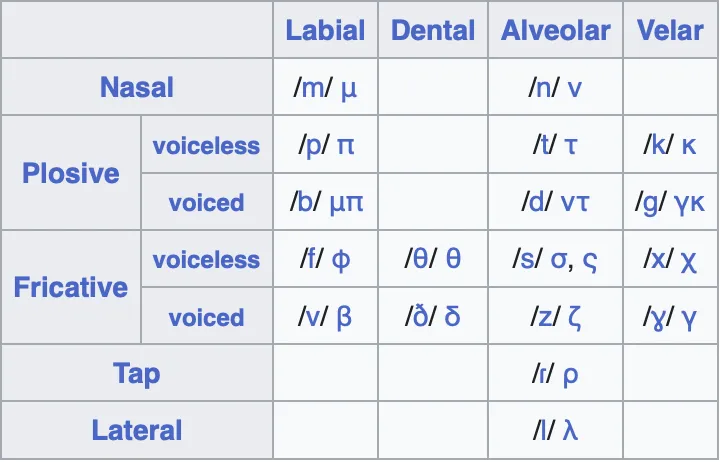 Labial Dental Alveolar Velar
Nasal /m/ μ /n/ ν
Plosive voiceless /p/ π /t/ τ /k/ κ
voiced /b/ μπ /d/ ντ /g/ γκ
Fricative voiceless /f/ φ /θ/ θ /s/ σ, ς /x/ χ
voiced /v/ β /ð/ δ /z/ ζ /ɣ/ γ
Tap /ɾ/ ρ
Lateral /l/ λ